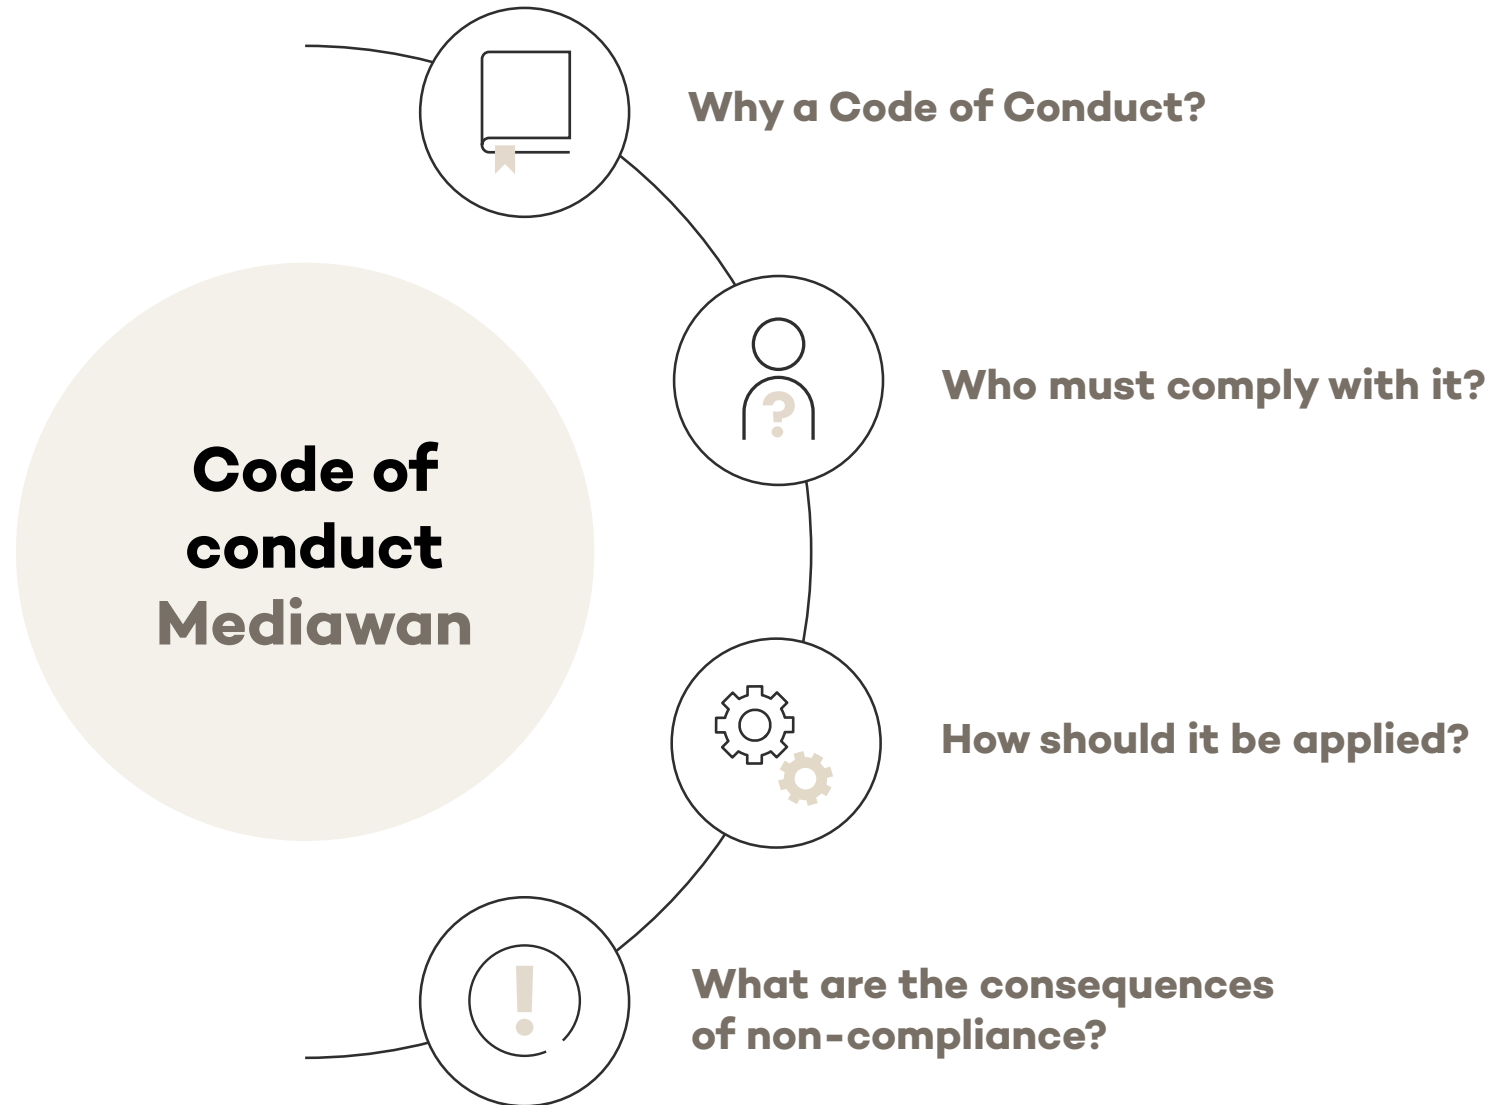 Why a Code of Conduct?
Who must comply with it?
Code of
conduct
Mediawan
How should it be applied?
What are the consequences
of non-compliance?